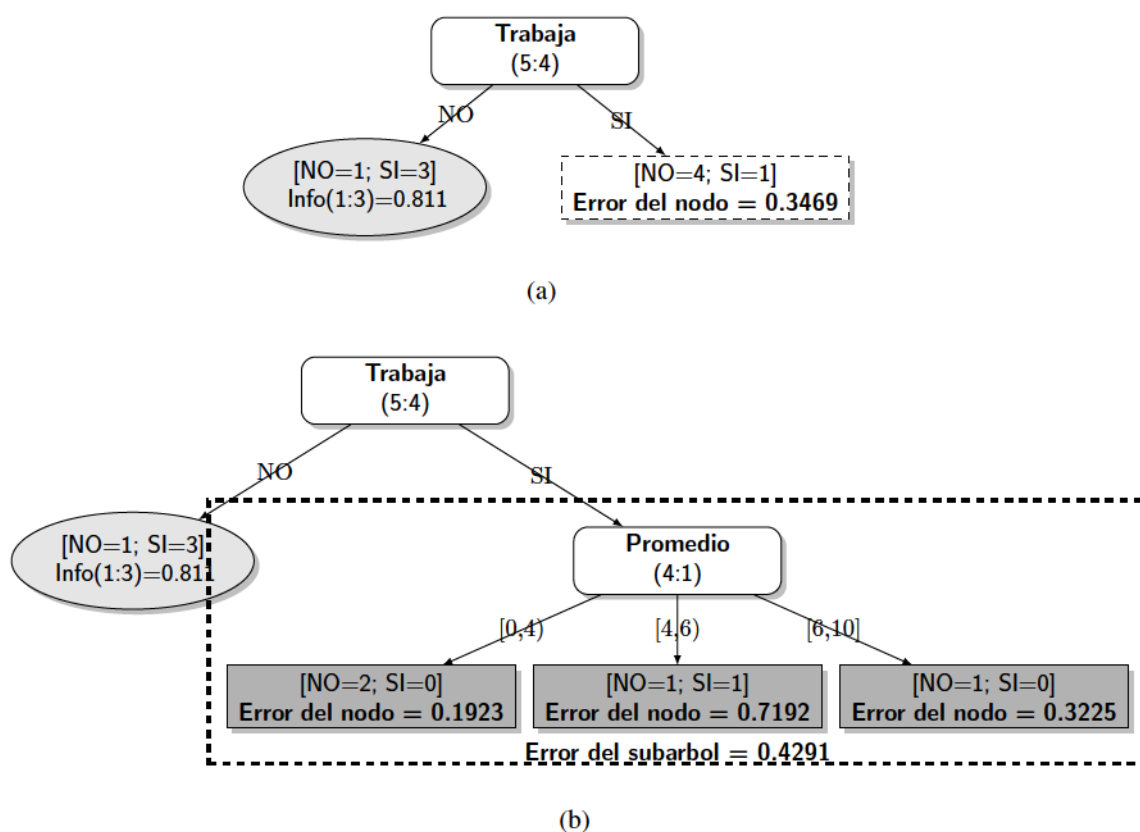 Trabaja
(5:4)
NO
SI
[NO=1; SI=3]
Info(1:3)=0.811
[NO=4; SI=1]
Error del nodo = 0.3469
(a)
Trabaja
(5:4)
NO
SI
[NO=1; SI=3]
Info(1:3)=0.811
Promedio
(4:1)
[0,4)
[4,6)
[6,10]
[NO=2; SI=0]
Error del nodo = 0.1923
[NO=1; SI=1]
Error del nodo = 0.7192
[NO=1; SI=0]
Error del nodo = 0.3225
Error del subarbol = 0.4291
(b)